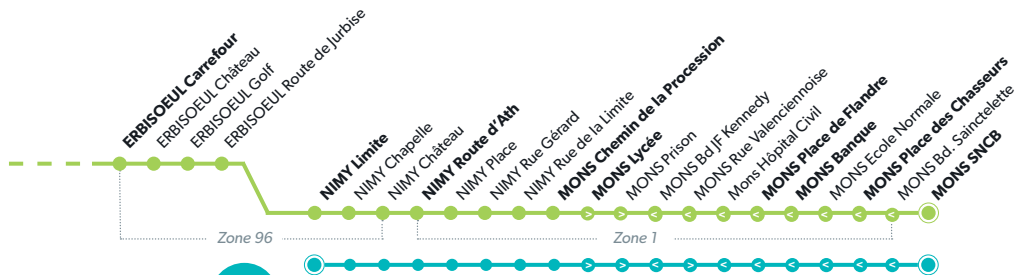 ERBISOEUL Carrefour
ERBISOEUL Château
ERBISOEUL Golf
ERBISOEUL Route de Jurbise
NIMY Limite
NIMY Chapelle
NIMY Château
NIMY Route d'Ath
NIMY Place
NIMY Rue Gérard
NIMY Rue de la Limite
MONS Chemin de la Procession
MONS Lycée
MONS Prison
MONS Bd JF Kennedy
MONS Rue Valenciennoise
Mons Hôpital Civil
MONS Place de Flandre
MONS Banque
MONS Ecole Normale
MONS Place des Chasseurs
MONS Bd. Sainctelette
MONS SNCB
Zone 96
Zone 1